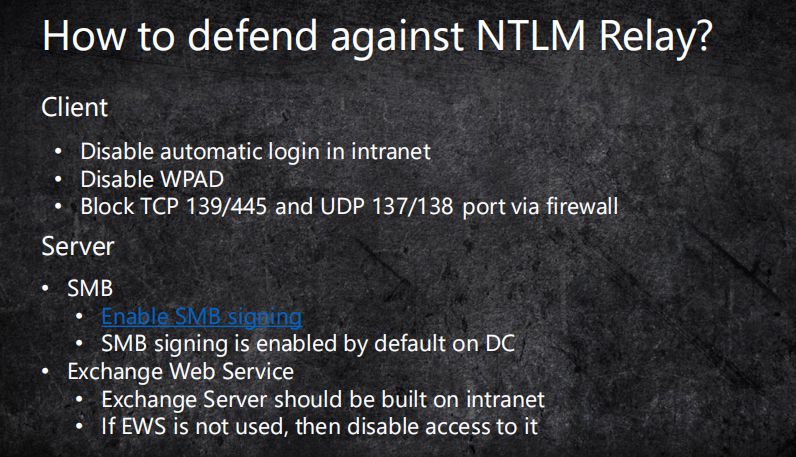 How to defend against NTLM Relay?
Client
• Disable automatic login in intranet
• Disable WPAD
• Block TCP 139/445 and UDP 137/138 port via firewall
Server
• SMB
• Enable SMB signing
• SMB signing is enabled by default on DC
• Exchange Web Service
• Exchange Server should be built on intranet
• If EWS is not used, then disable access to it